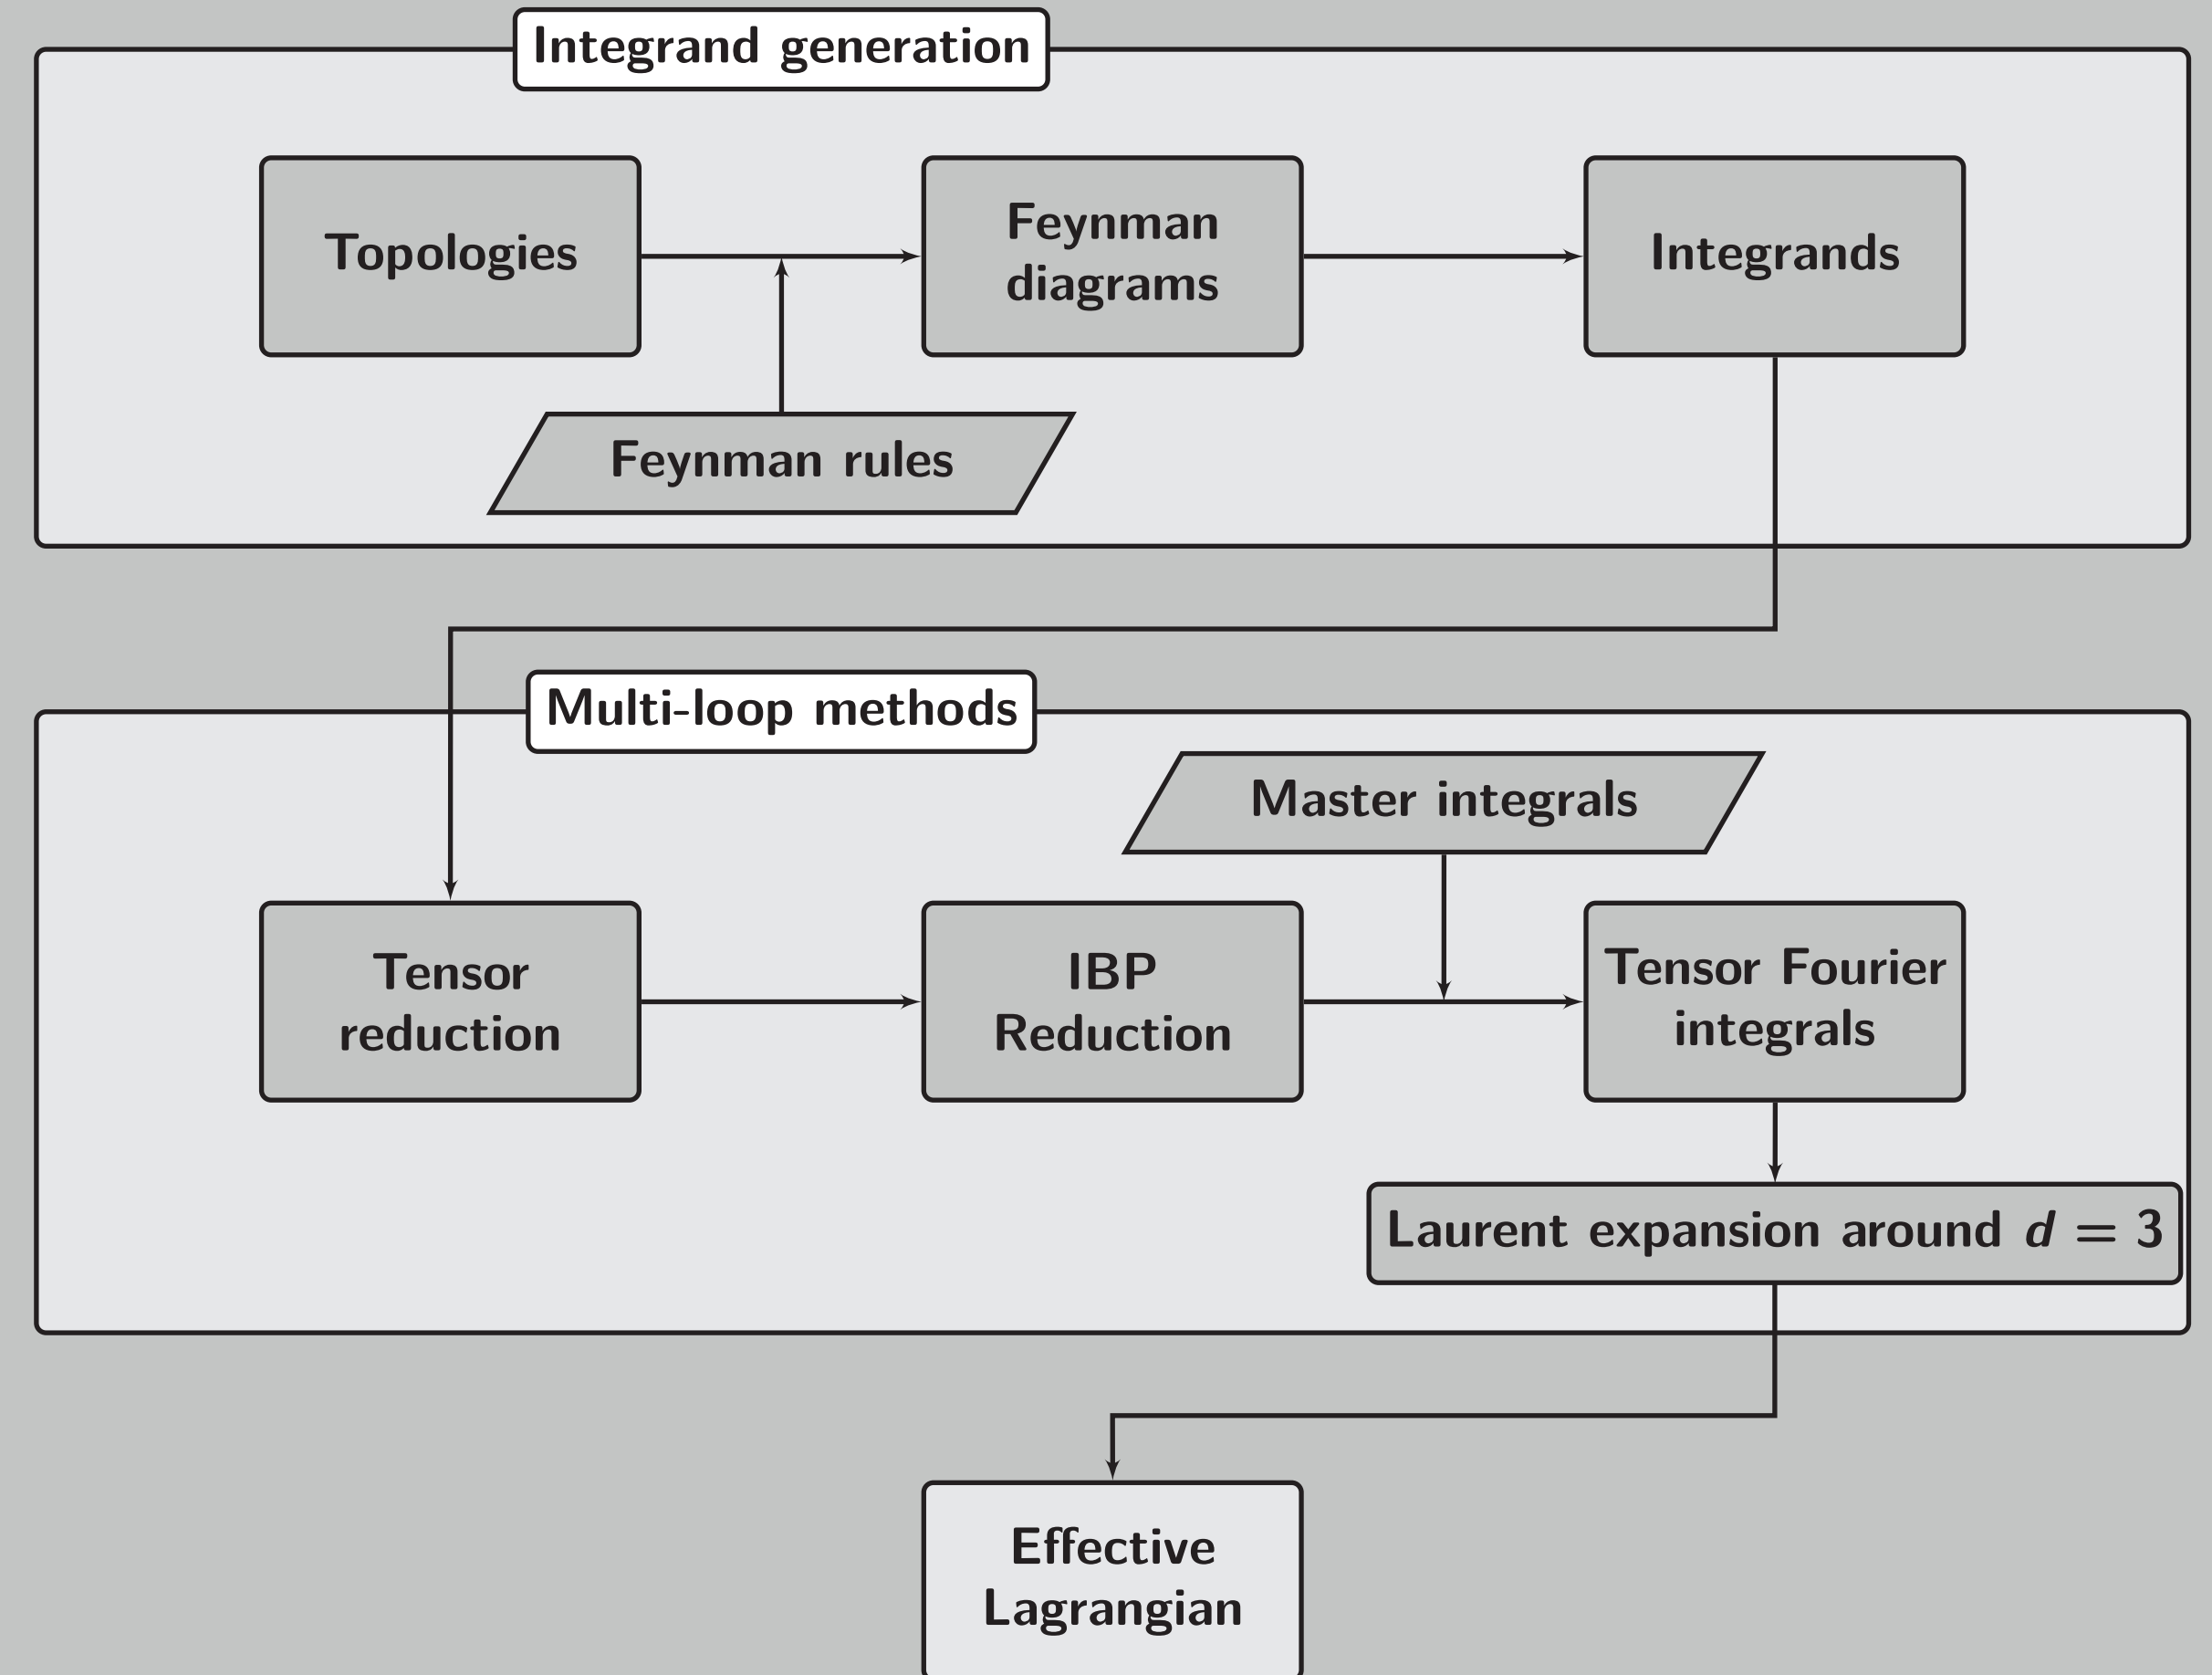 Integrand generation
Topologies
Feynman
diagrams
Integrands
Feynman rules
Multi-loop methods
Master integrals
Tensor
reduction
IBP
Reduction
Tensor Fourier
integrals
Laurent expansion around d = 3
Effective
Lagrangian